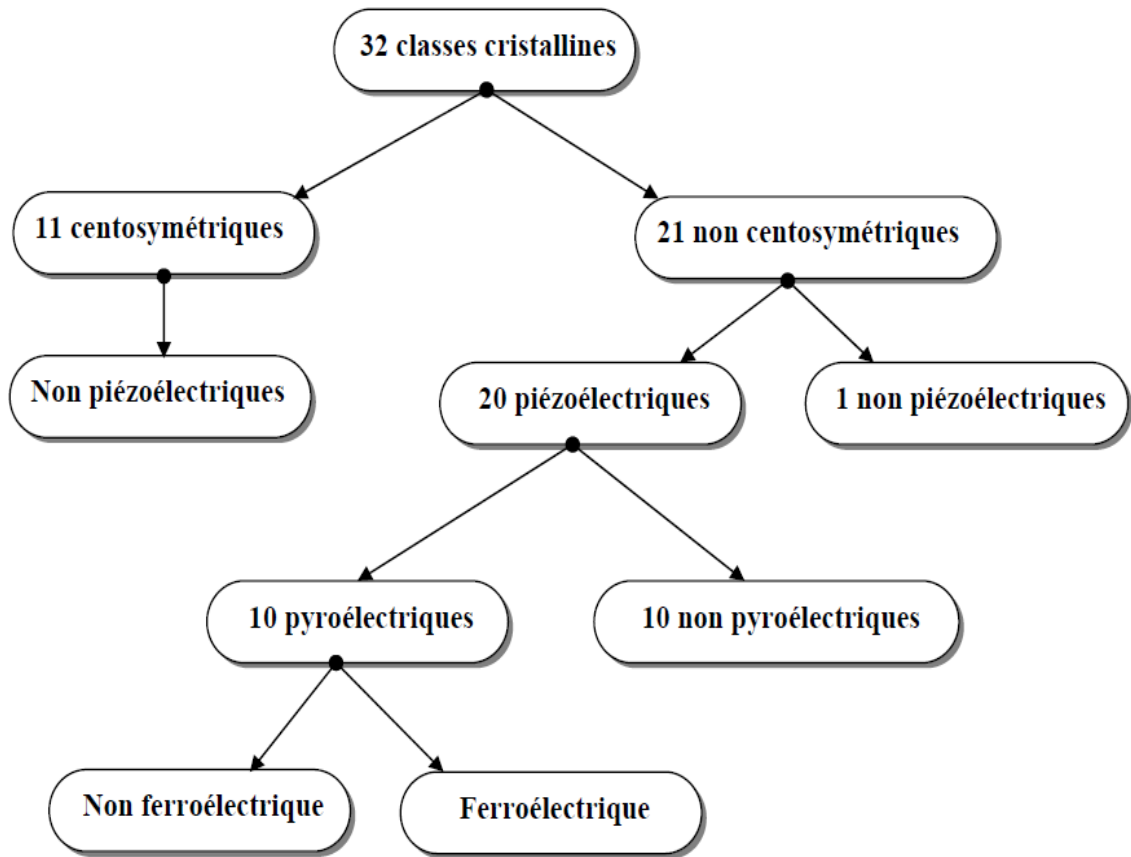 32 classes cristallines
11 centosymétriques
21 non centosymétriques
Non piézoélectriques
20 piézoélectriques
1 non piézoélectriques
10 pyroélectriques
10 non pyroélectriques
Non ferroélectrique
Ferroélectrique